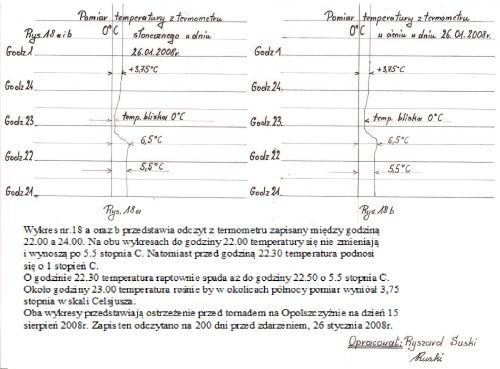 Pomiar temperatury z termometru
Rys. 18 a i b 0°C słonecznego w dniu
Godz 1 26.01.2008r.
+3,75°C
Godz 24
Godz. 23 temp. bliska 0°C
6,5°C
Godz 22
5,5°C
Godz 21
Rys. 18 a
Pomiar temperatury z termometru
0°C w cieniu w dniu 26.01.2008r.
Godz 1.
+3,75°C
Godz 24.
Godz 23. temp. bliska 0°C
6,5°C
Godz 22
5,5°C
Godz 21.
Rys 18 b
Wykres nr.18 a oraz b przedstawia odczyt z termometru zapisany między godziną
22.00 a 24.00. Na obu wykresach do godziny 22.00 temperatury się nie zmieniają
i wynoszą po 5.5 stopnia C. Natomiast przed godziną 22.30 temperatura podnosi
się o 1 stopień C.
O godzinie 22.30 temperatura raptownie spada aż do godziny 22.50 o 5.5 stopnia C.
Około godziny 23.00 temperatura rośnie by w okolicach północy pomiar wyniósł 3,75
stopnia w skali Celsjusza.
Oba wykresy przedstawiają ostrzeżenie przed tornadem na Opolszczyźnie na dzień 15
sierpień 2008r. Zapis ten odczytano na 200 dni przed zdarzeniem, 26 stycznia 2008r.
Opracował: Ryszard Suski
RSuski